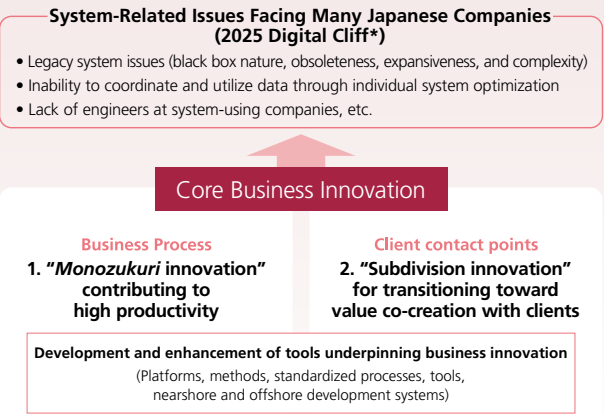 System-Related Issues Facing Many Japanese Companies
(2025 Digital Cliff*)
• Legacy system issues (black box nature, obsoleteness, expansiveness, and complexity)
• Inability to coordinate and utilize data through individual system optimization
• Lack of engineers at system-using companies, etc.
Core Business Innovation
Business Process
1. “Monozukuri innovation”
contributing to
high productivity
Client contact points
2. “Subdivision innovation”
for transitioning toward
value co-creation with clients
Development and enhancement of tools underpinning business innovation
(Platforms, methods, standardized processes, tools,
nearshore and offshore development systems)